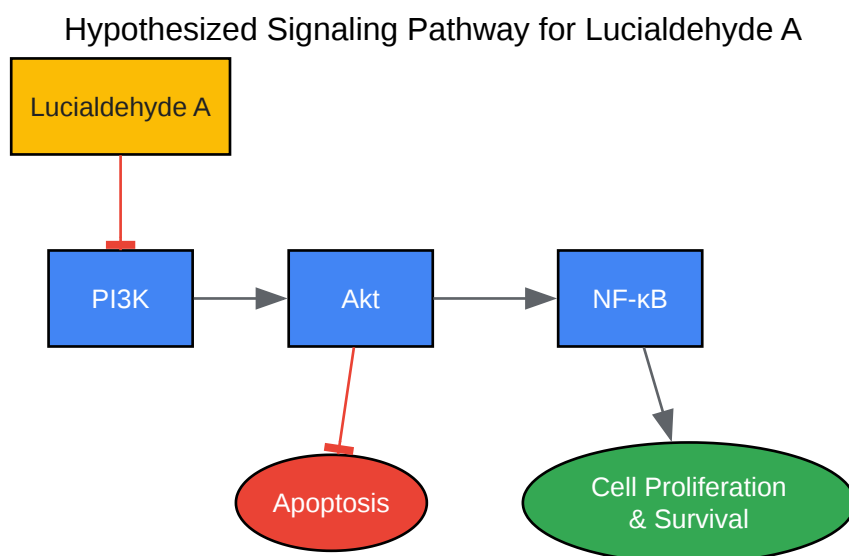 Hypothesized Signaling Pathway for Lucialdehyde A
Lucialdehyde A
PI3K
Akt
NF-κB
Apoptosis
Cell Proliferation
& Survival